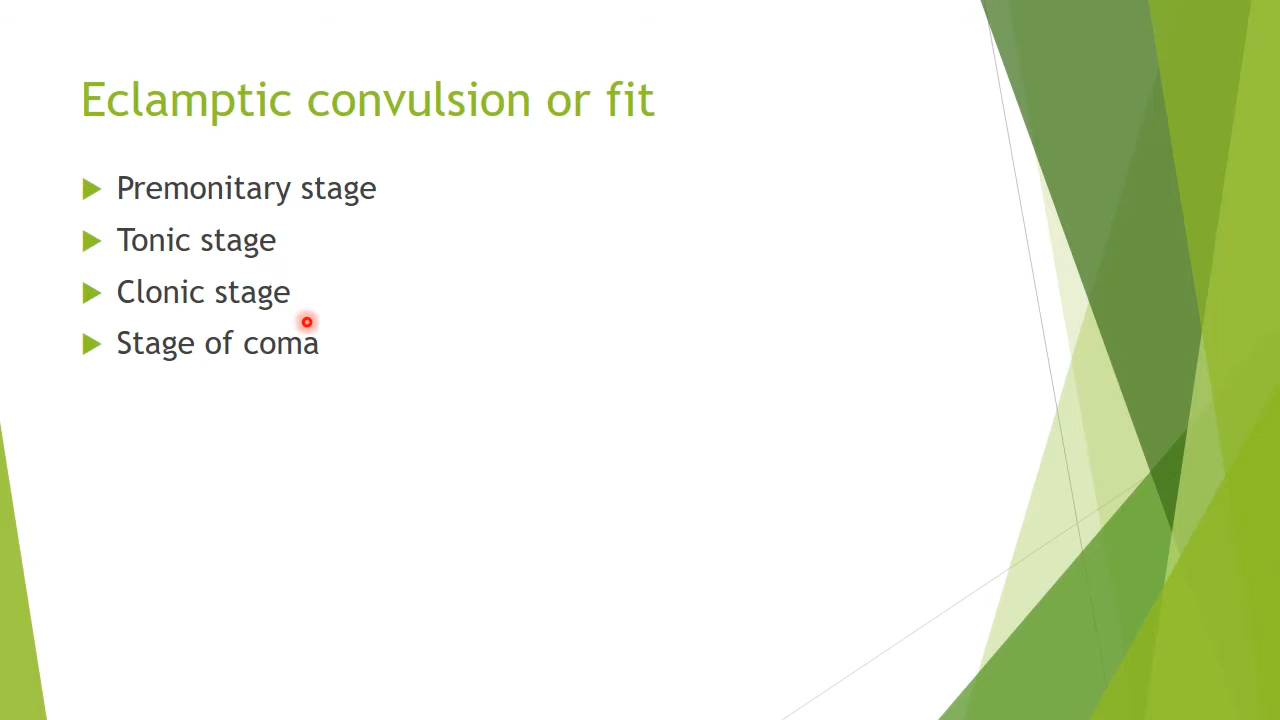 Eclamptic convulsion or fit
Premonitary stage
Tonic stage
Clonic stage
Stage of coma